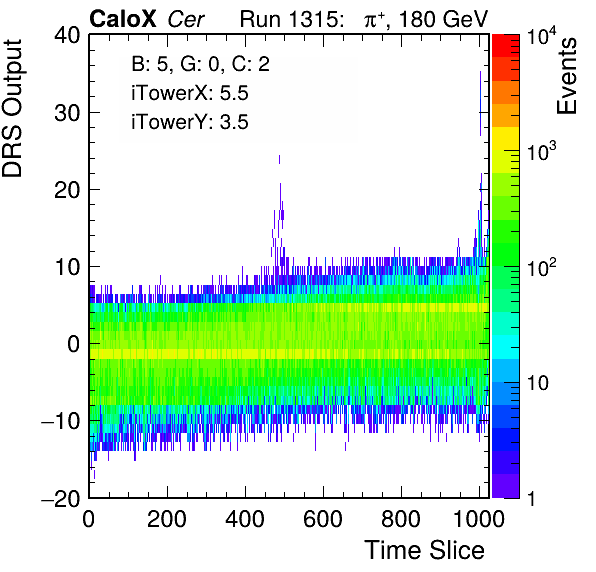 CaloX Cer Run 1315: π⁺, 180 GeV
B: 5, G: 0, C: 2
iTowerX: 5.5
iTowerY: 3.5
DRS Output
40
30
20
10
0
−10
−20
0 200 400 600 800 1000
Time Slice
Events
10⁴
10³
10²
10
1